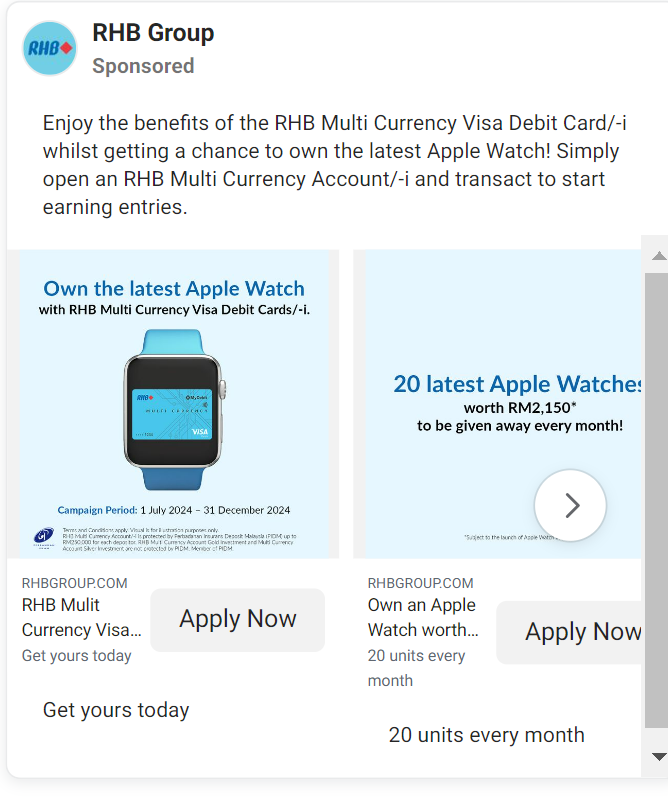 RHB
RHB Group
Sponsored
Enjoy the benefits of the RHB Multi Currency Visa Debit Card/-i
whilst getting a chance to own the latest Apple Watch! Simply
open an RHB Multi Currency Account/-i and transact to start
earning entries.
Own the latest Apple Watch
with RHB Multi Currency Visa Debit Cards/-i.
RHB
MyDebit
MULTI CURRENCY
VISA
Campaign Period: 1 July 2024 – 31 December 2024
Terms and Conditions apply. Visual is for illustration purposes only.
RHB Multi Currency Account/-i is protected by Perbadanan Insurans Deposit Malaysia (PIDM) up to
RM250,000 for each depositor. RHB Multi Currency Account Gold Investment and Multi Currency
Account Silver Investment are not protected by PIDM. Member of PIDM.
20 latest Apple Watches
worth RM2,150*
to be given away every month!
*Subject to the launch of Apple Watch
RHBGROUP.COM
RHB Mulit
Currency Visa...
Get yours today
Apply Now
Get yours today
RHBGROUP.COM
Own an Apple
Watch worth...
20 units every
month
Apply Now
20 units every month